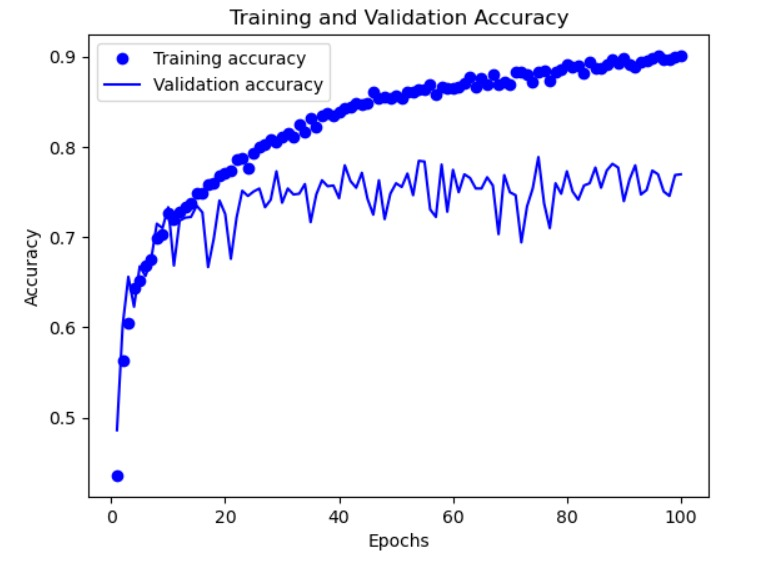 Training and Validation Accuracy
Training accuracy
Validation accuracy
0.9
0.8
0.7
0.6
0.5
Accuracy
0 20 40 60 80 100
Epochs